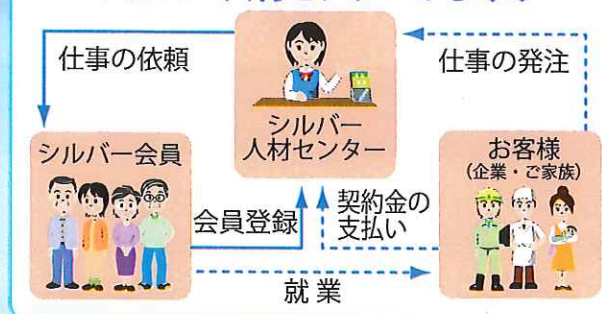 仕事の依頼
仕事の発注
シルバー
人材センター
シルバー会員
お客様
(企業・ご家族)
会員登録
契約金の
支払い
就業